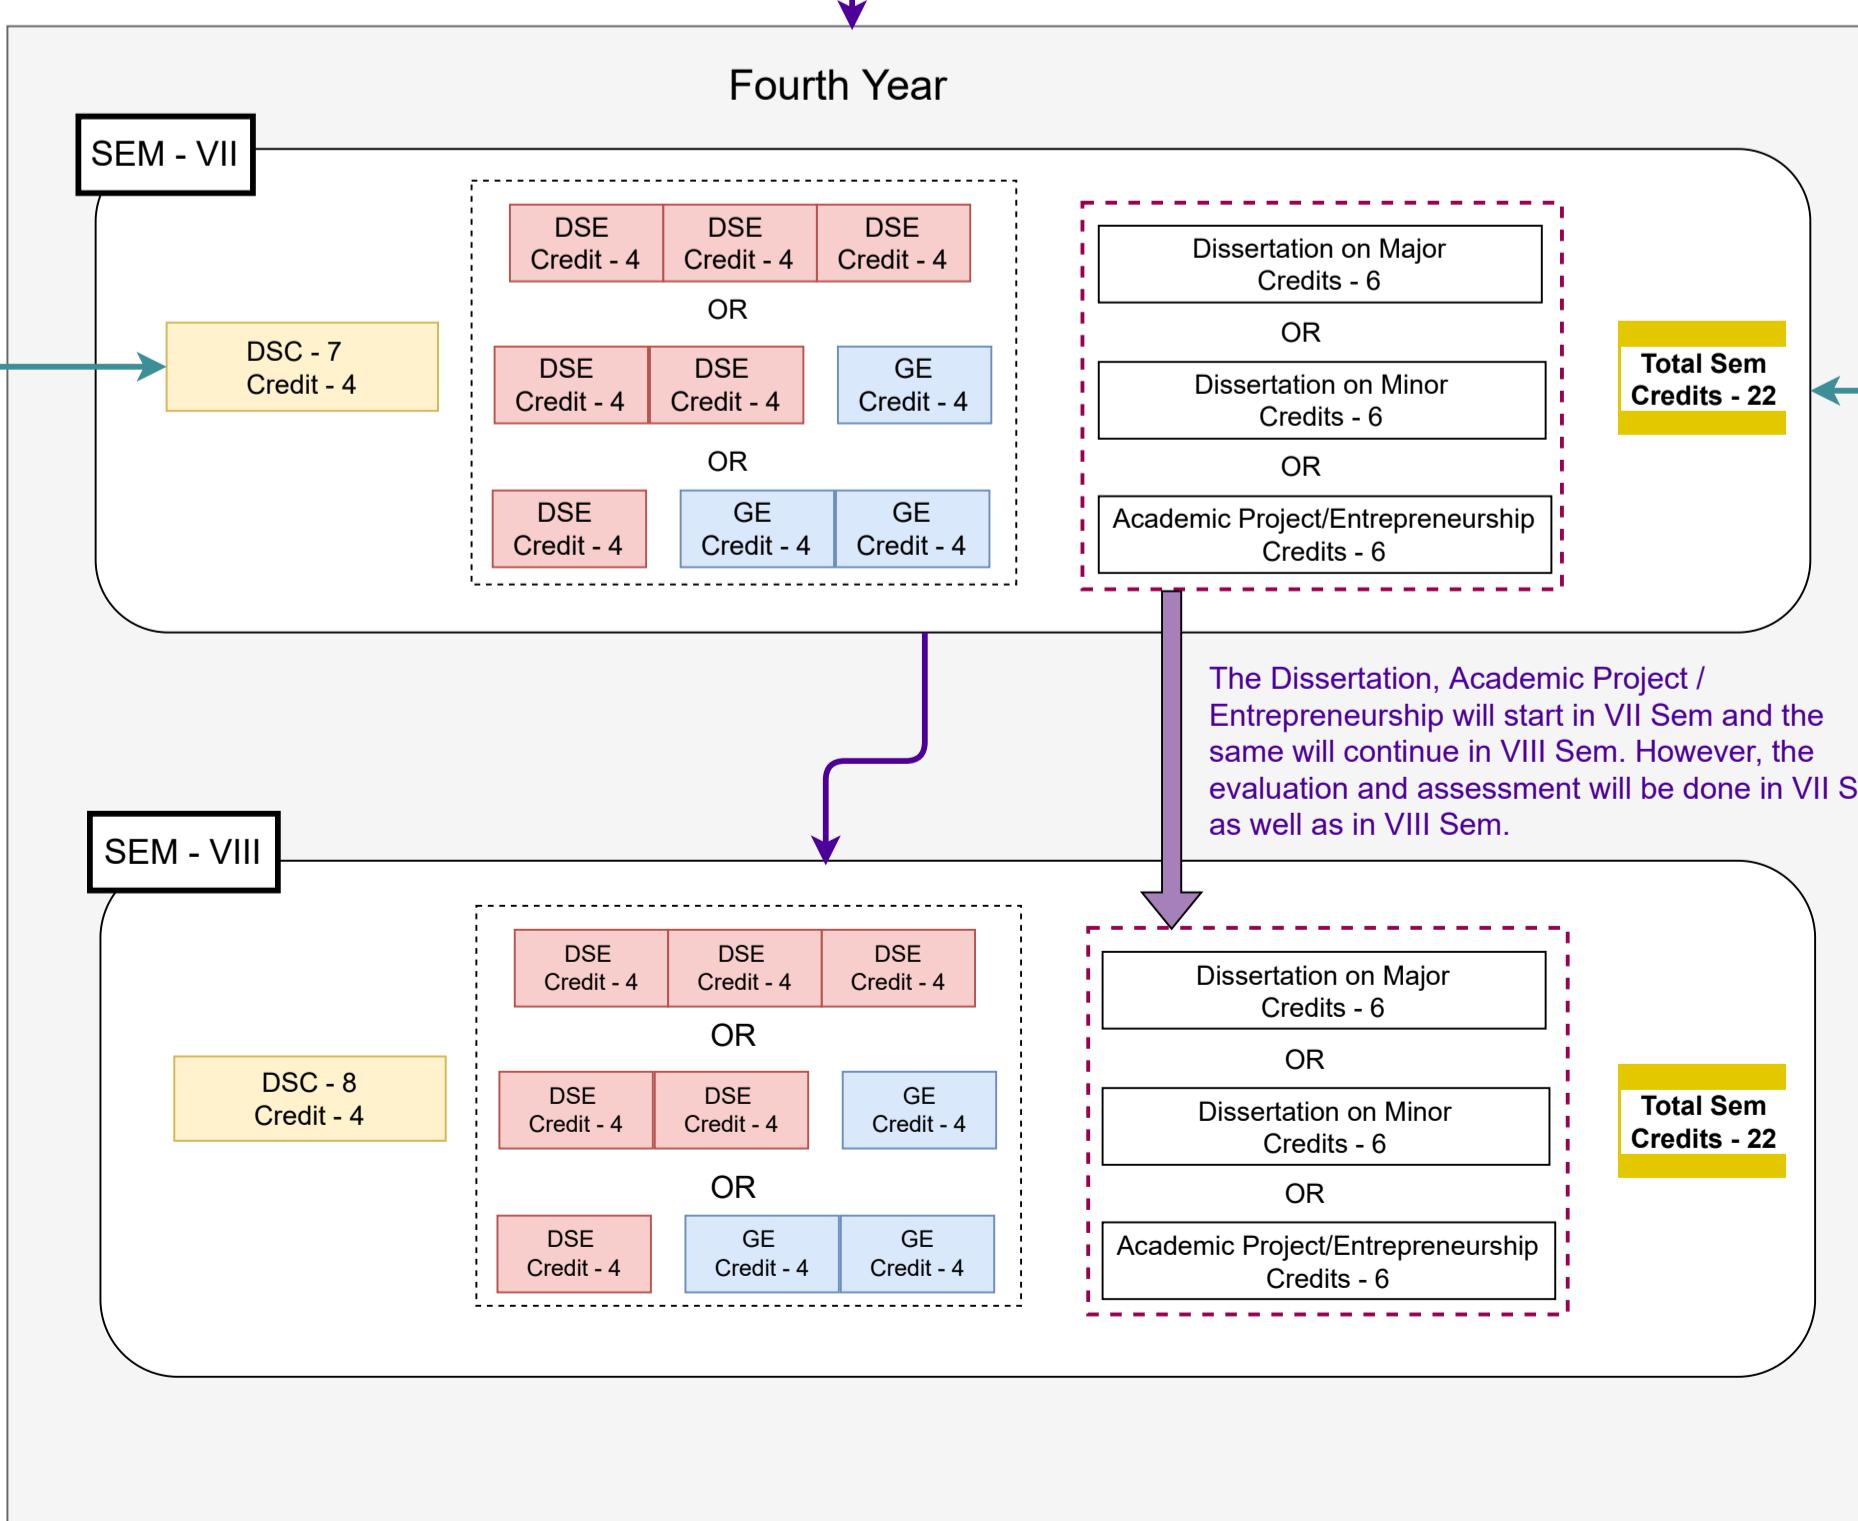 Fourth Year
SEM - VII
DSC - 7
Credit - 4
DSE
Credit - 4
DSE
Credit - 4
DSE
Credit - 4
OR
DSE
Credit - 4
DSE
Credit - 4
GE
Credit - 4
OR
DSE
Credit - 4
GE
Credit - 4
GE
Credit - 4
Dissertation on Major
Credits - 6
OR
Dissertation on Minor
Credits - 6
OR
Academic Project/Entrepreneurship
Credits - 6
Total Sem
Credits - 22
The Dissertation, Academic Project /
Entrepreneurship will start in VII Sem and the
same will continue in VIII Sem. However, the
evaluation and assessment will be done in VII
as well as in VIII Sem.
SEM - VIII
DSC - 8
Credit - 4
DSE
Credit - 4
DSE
Credit - 4
DSE
Credit - 4
OR
DSE
Credit - 4
DSE
Credit - 4
GE
Credit - 4
OR
DSE
Credit - 4
GE
Credit - 4
GE
Credit - 4
Dissertation on Major
Credits - 6
OR
Dissertation on Minor
Credits - 6
OR
Academic Project/Entrepreneurship
Credits - 6
Total Sem
Credits - 22